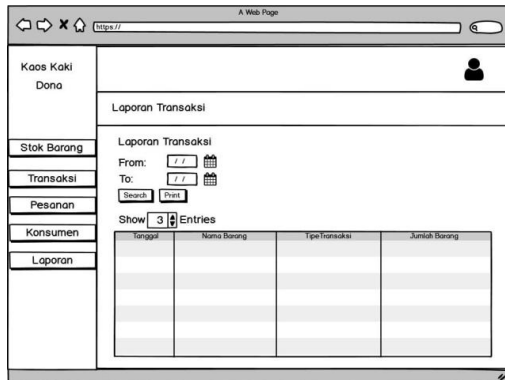 A Web Page
https://
Kaos Kaki
Dona
Laporan Transaksi
Stok Barang
Transaksi
Pesanan
Konsumen
Laporan
Laporan Transaksi
From: / /
To: / /
Search Print
Show 3 Entries
Tanggal Nama Barang TipeTransaksi Jumlah Barang